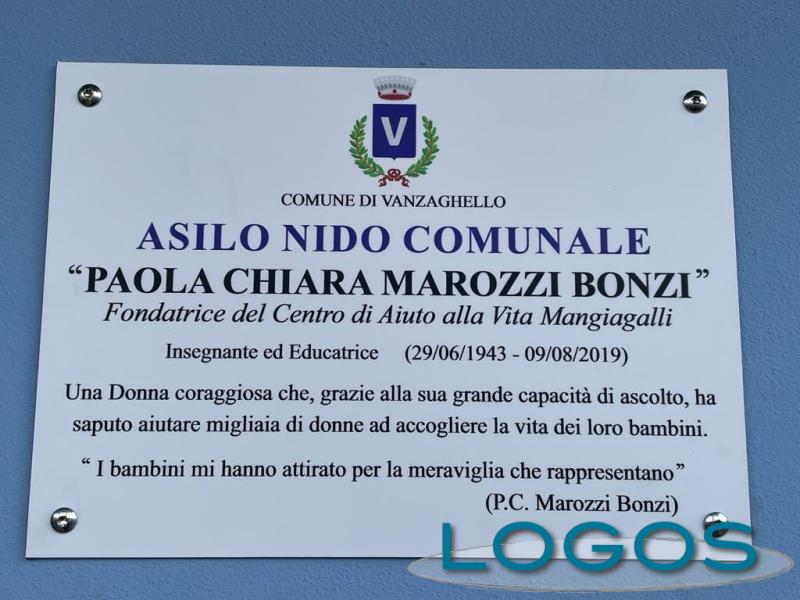 V
COMUNE DI VANZAGHELLO
ASILO NIDO COMUNALE
“PAOLA CHIARA MAROZZI BONZI”
Fondatrice del Centro di Aiuto alla Vita Mangiagalli
Insegnante ed Educatrice (29/06/1943 - 09/08/2019)
Una Donna coraggiosa che, grazie alla sua grande capacità di ascolto, ha
saputo aiutare migliaia di donne ad accogliere la vita dei loro bambini.
“ I bambini mi hanno attirato per la meraviglia che rappresentano”
(P.C. Marozzi Bonzi)
LOGOS